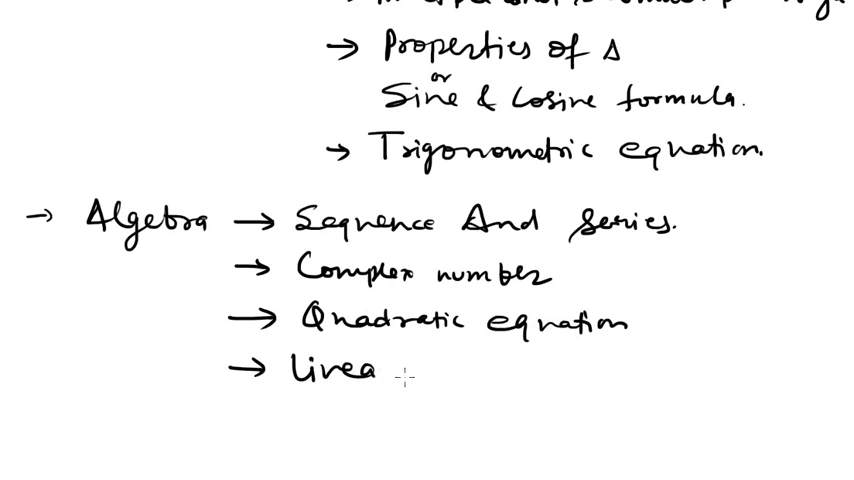 → Properties of Δ
or
Sine & Cosine formula.
→ Trigonometric equation.
→ Algebra → Sequence And Series.
→ Complex number
→ Quadratic equation
→ Linea